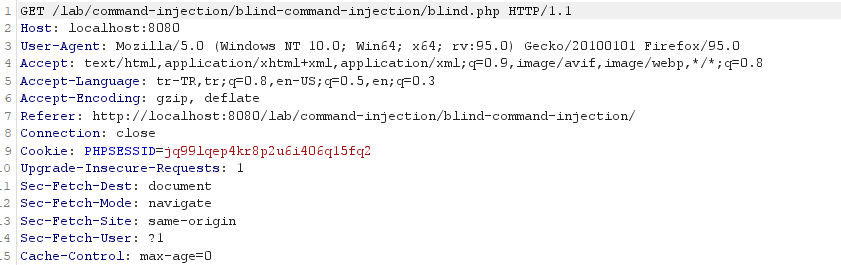 1 GET /lab/command-injection/blind-command-injection/blind.php HTTP/1.1
2 Host: localhost:8080
3 User-Agent: Mozilla/5.0 (Windows NT 10.0; Win64; x64; rv:95.0) Gecko/20100101 Firefox/95.0
4 Accept: text/html,application/xhtml+xml,application/xml;q=0.9,image/avif,image/webp,*/*;q=0.8
5 Accept-Language: tr-TR,tr;q=0.8,en-US;q=0.5,en;q=0.3
6 Accept-Encoding: gzip, deflate
7 Referer: http://localhost:8080/lab/command-injection/blind-command-injection/
8 Connection: close
9 Cookie: PHPSESSID=jq99lqep4kr8p2u6i406q15fq2
10 Upgrade-Insecure-Requests: 1
11 Sec-Fetch-Dest: document
12 Sec-Fetch-Mode: navigate
13 Sec-Fetch-Site: same-origin
14 Sec-Fetch-User: ?1
15 Cache-Control: max-age=0